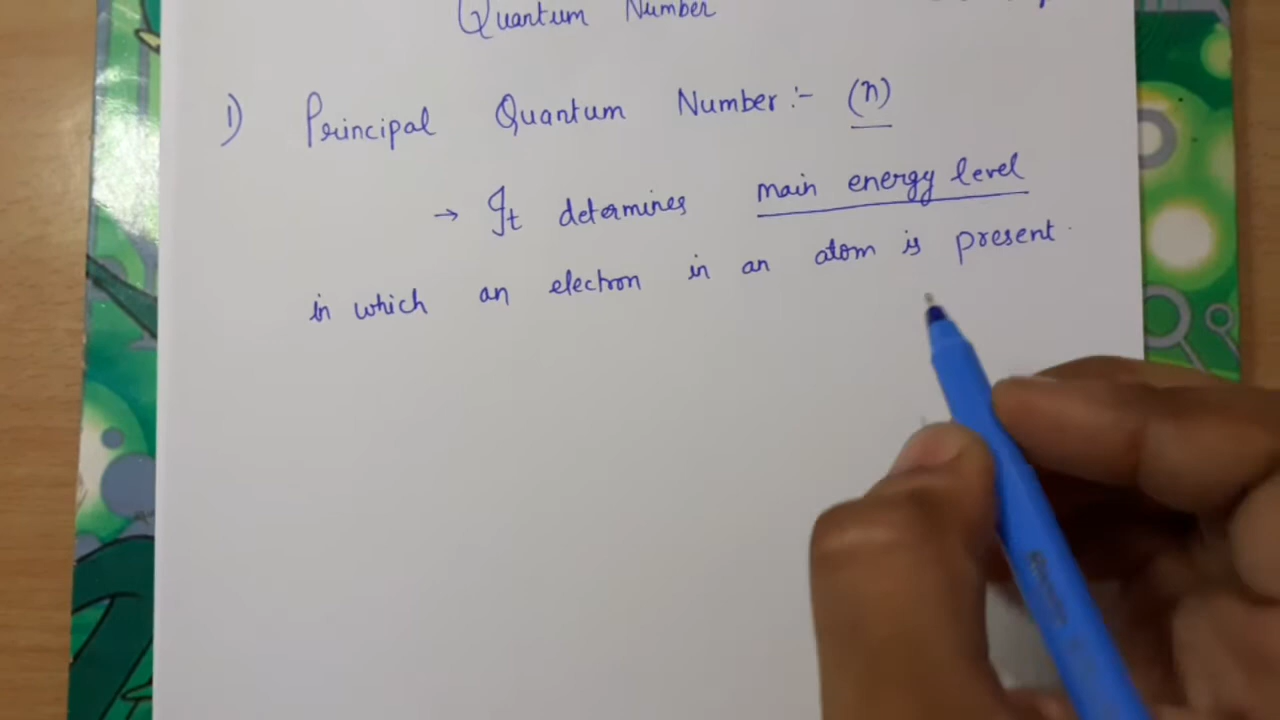 Quantum Number
1) Principal Quantum Number :- (n)
→ It determines main energy level
in which an electron in an atom is present.